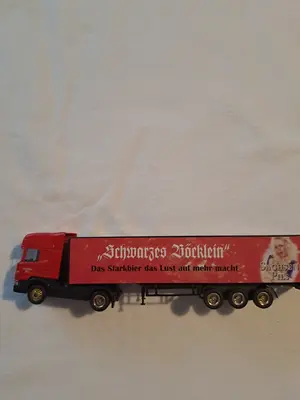 „Schwarzes Böcklein"
Das Starkbier das Lust auf mehr macht